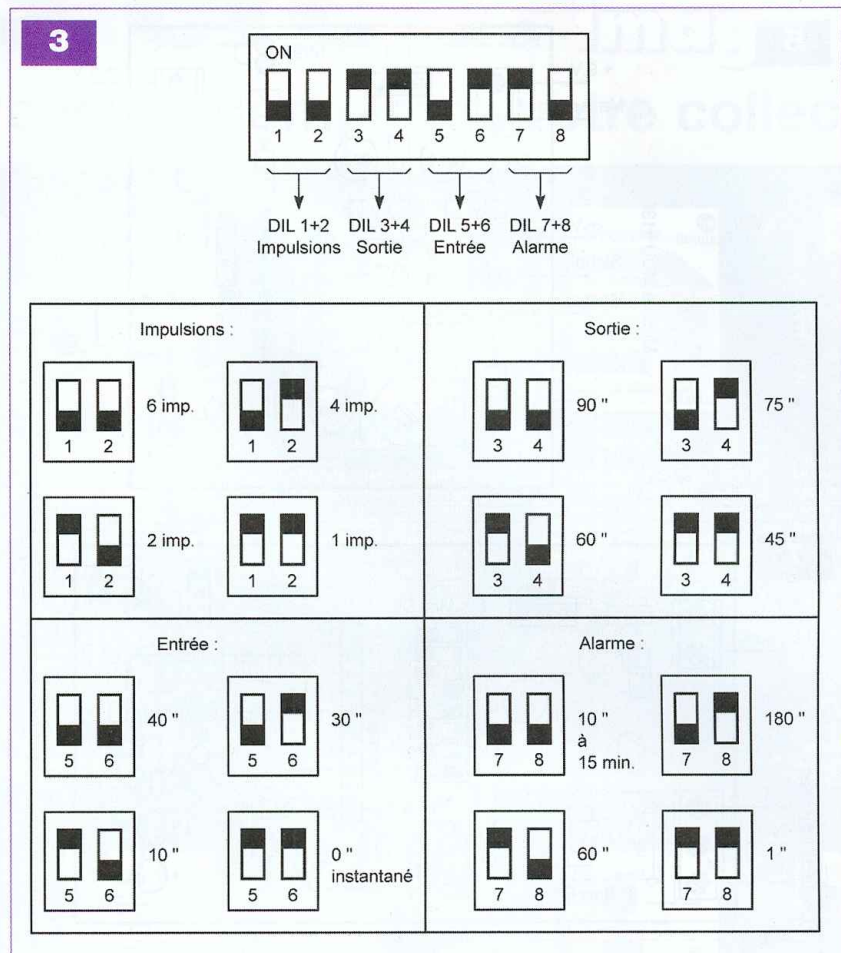 3
ON
1 2 3 4 5 6 7 8
DIL 1+2 DIL 3+4 DIL 5+6 DIL 7+8
Impulsions Sortie Entrée Alarme
Impulsions :
6 imp. 4 imp.
1 2 1 2
2 imp. 1 imp.
1 2 1 2
Sortie :
90 " 75 "
3 4 3 4
60 " 45 "
3 4 3 4
Entrée :
40 " 30 "
5 6 5 6
10 " 0 "
instantané
5 6 5 6
Alarme :
10 " 180 "
à
15 min.
7 8 7 8
60 " 1 "
7 8 7 8